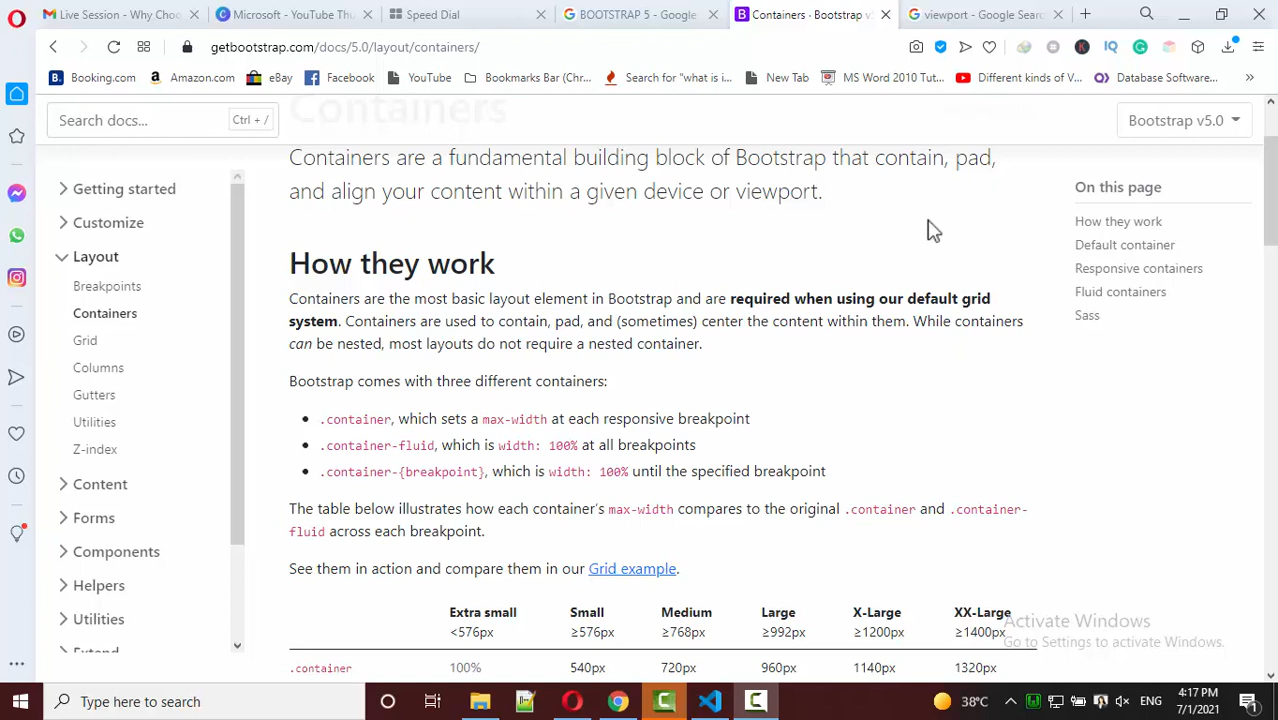 Live Session - Why Choo
Microsoft - YouTube Thu
Speed Dial
BOOTSTRAP 5 - Google
Containers · Bootstrap v
viewport - Google Sear
getbootstrap.com/docs/5.0/layout/containers/
Booking.com
Amazon.com
eBay
Facebook
YouTube
Bookmarks Bar (Chr...
Search for "what is i...
New Tab
MS Word 2010 Tut...
Different kinds of V...
Database Software...
Search docs...
Ctrl + /
Containers
Bootstrap v5.0
Containers are a fundamental building block of Bootstrap that contain, pad,
and align your content within a given device or viewport.
Getting started
Customize
Layout
Breakpoints
Containers
Grid
Columns
Gutters
Utilities
Z-index
Content
Forms
Components
Helpers
Utilities
Extend
How they work
Containers are the most basic layout element in Bootstrap and are required when using our default grid
system. Containers are used to contain, pad, and (sometimes) center the content within them. While containers
can be nested, most layouts do not require a nested container.
Bootstrap comes with three different containers:
• .container, which sets a max-width at each responsive breakpoint
• .container-fluid, which is width: 100% at all breakpoints
• .container-{breakpoint}, which is width: 100% until the specified breakpoint
The table below illustrates how each container's max-width compares to the original .container and .container-
fluid across each breakpoint.
See them in action and compare them in our Grid example.
Extra small Small Medium Large X-Large XX-Large
<576px ≥576px ≥768px ≥992px ≥1200px ≥1400px
.container 100% 540px 720px 960px 1140px 1320px
On this page
How they work
Default container
Responsive containers
Fluid containers
Sass
Activate Windows
Go to Settings to activate Windows.
Type here to search
38°C
ENG
4:17 PM
7/1/2021